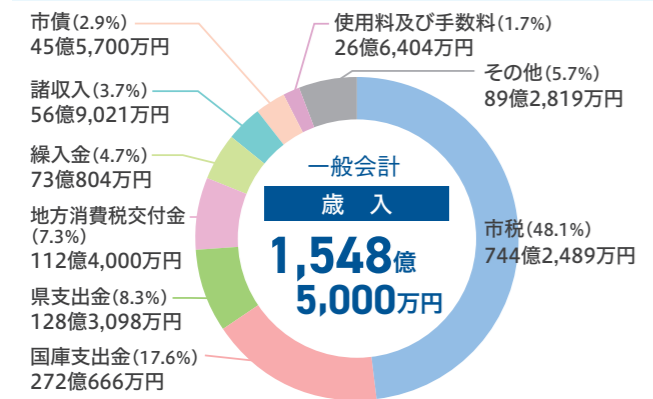 市債(2.9%)
45億5,700万円
使用料及び手数料(1.7%)
26億6,404万円
諸収入(3.7%)
56億9,021万円
その他(5.7%)
89億2,819万円
繰入金(4.7%)
73億804万円
地方消費税交付金
(7.3%)
112億4,000万円
県支出金(8.3%)
128億3,098万円
国庫支出金(17.6%)
272億666万円
一般会計
歳 入
1,548億
5,000万円
市税(48.1%)
744億2,489万円